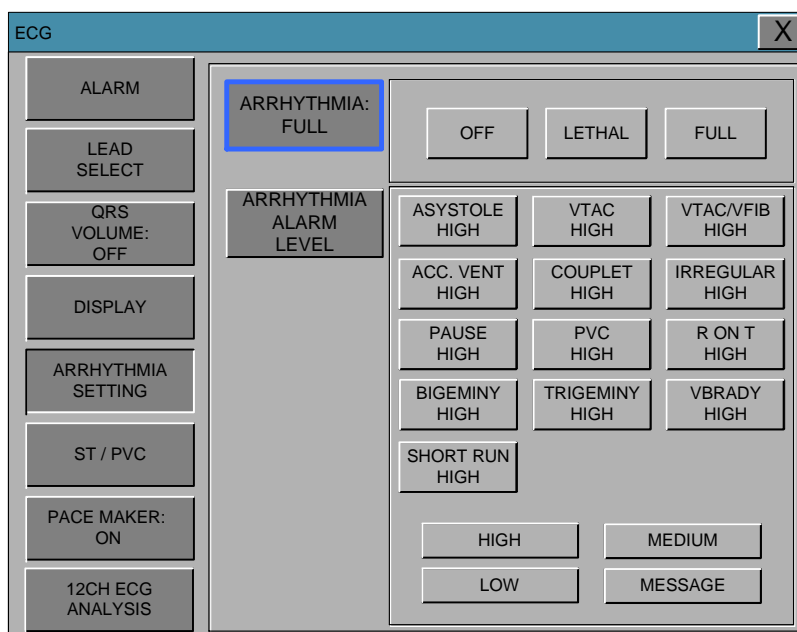 ECG
X
ALARM
LEAD
SELECT
QRS
VOLUME:
OFF
DISPLAY
ARRHYTHMIA
SETTING
ST / PVC
PACE MAKER:
ON
12CH ECG
ANALYSIS
ARRHYTHMIA:
FULL
OFF
LETHAL
FULL
ARRHYTHMIA
ALARM
LEVEL
ASYSTOLE
HIGH
VTAC
HIGH
VTAC/VFIB
HIGH
ACC. VENT
HIGH
COUPLET
HIGH
IRREGULAR
HIGH
PAUSE
HIGH
PVC
HIGH
R ON T
HIGH
BIGEMINY
HIGH
TRIGEMINY
HIGH
VBRADY
HIGH
SHORT RUN
HIGH
HIGH
MEDIUM
LOW
MESSAGE